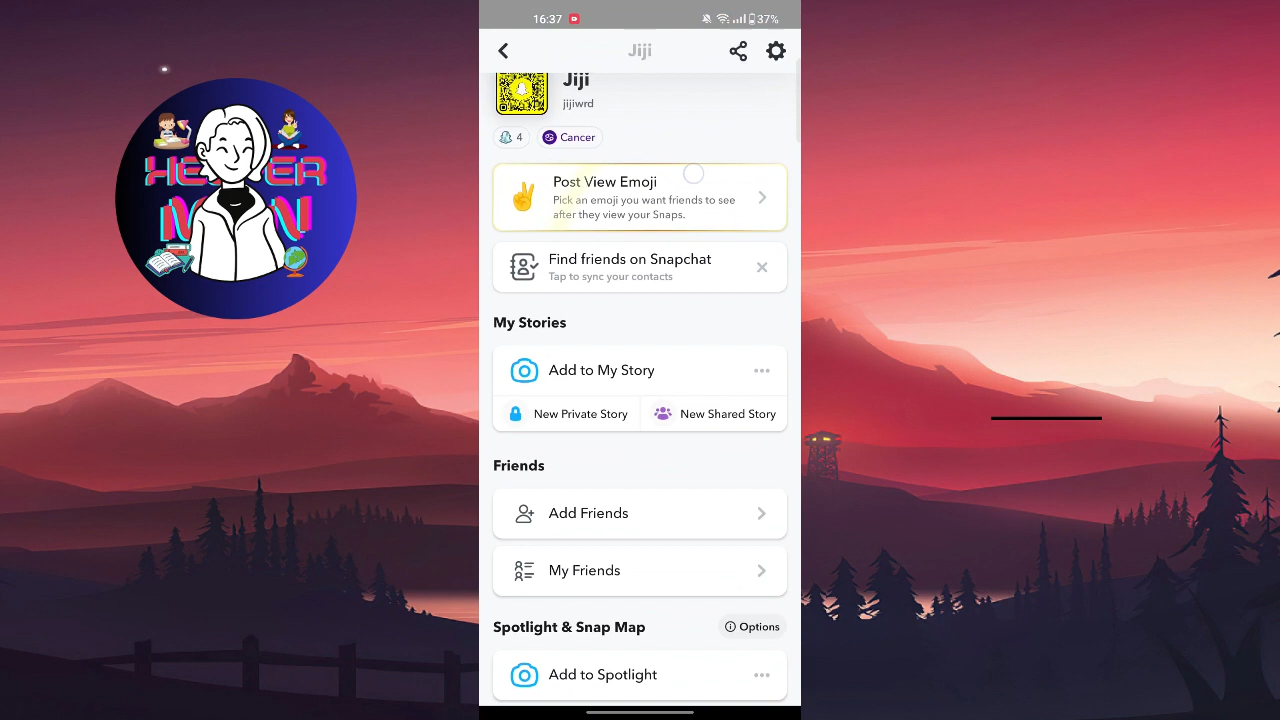 16:37
37%
Jiji
Jiji
jijiwrd
4
Cancer
Post View Emoji
Pick an emoji you want friends to see
after they view your Snaps.
Find friends on Snapchat
Tap to sync your contacts
My Stories
Add to My Story
New Private Story
New Shared Story
Friends
Add Friends
My Friends
Spotlight & Snap Map
Options
Add to Spotlight